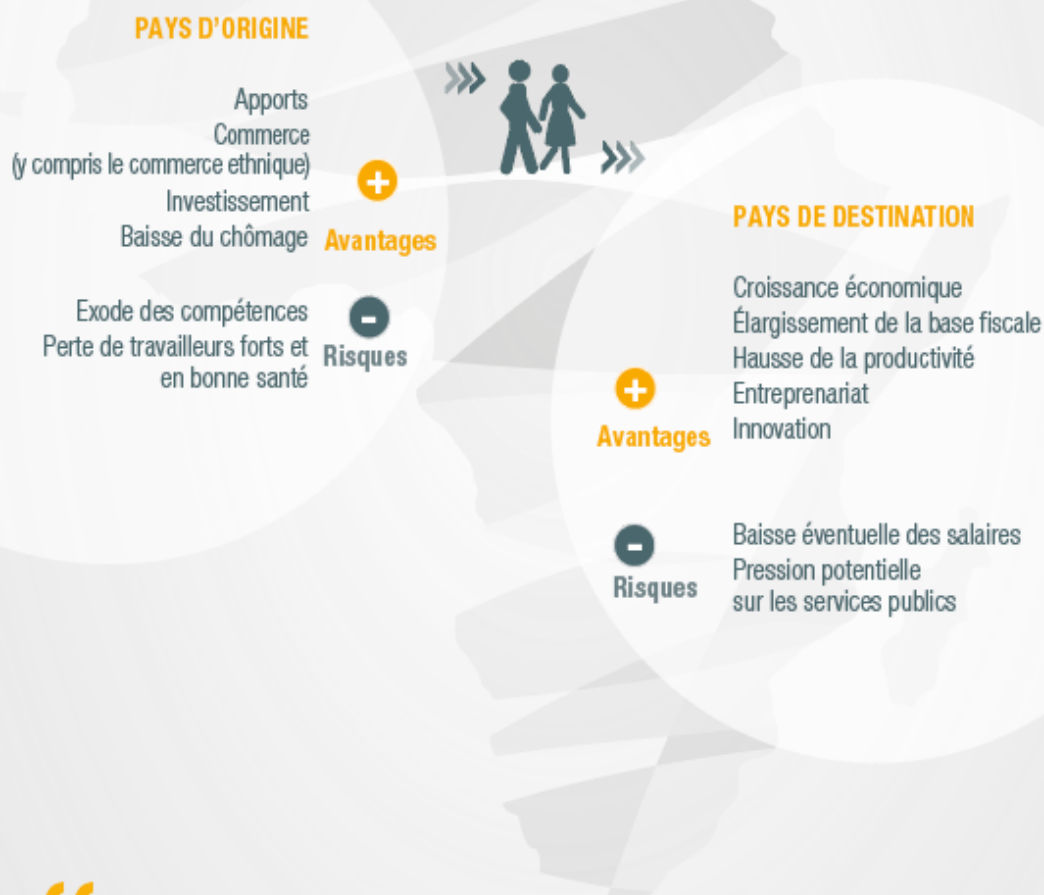 PAYS D'ORIGINE
Apports
Commerce
(y compris le commerce ethnique)
Investissement
Baisse du chômage
+
Avantages
Exode des compétences
Perte de travailleurs forts et
en bonne santé
-
Risques
PAYS DE DESTINATION
Croissance économique
Élargissement de la base fiscale
Hausse de la productivité
Entreprenariat
Innovation
+
Avantages
Baisse éventuelle des salaires
Pression potentielle
sur les services publics
-
Risques